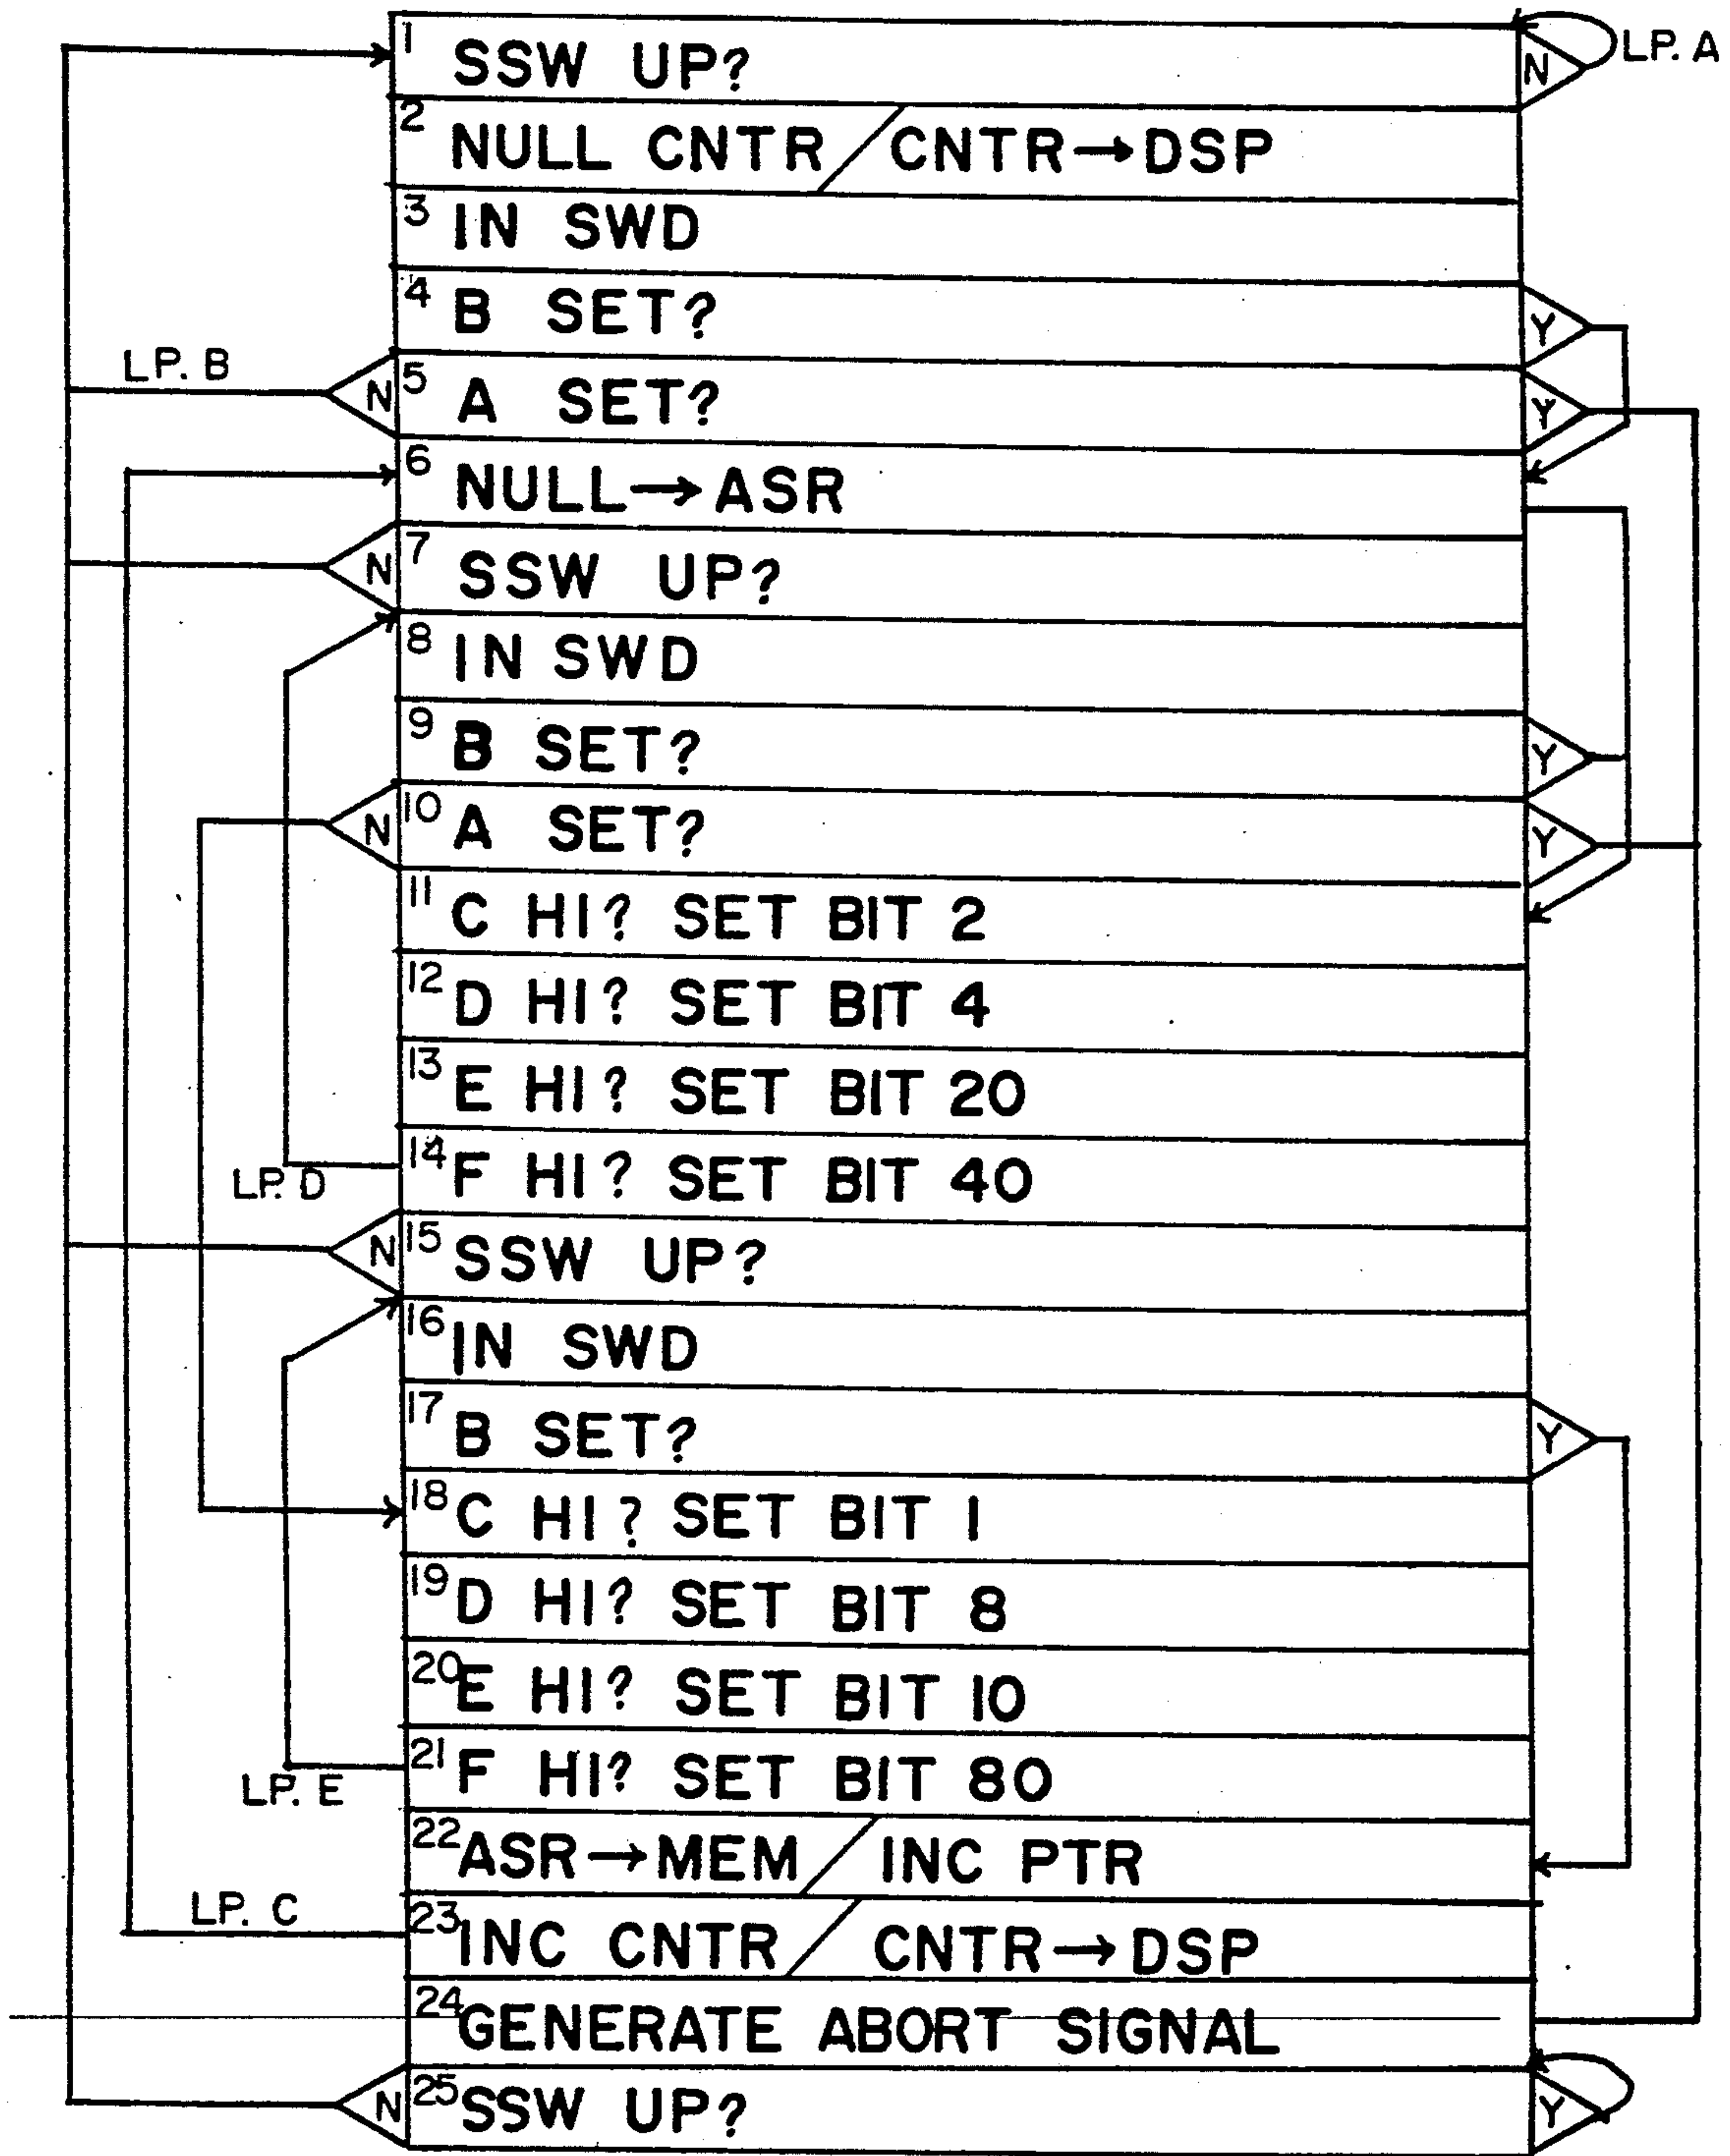 1 SSW UP? N LP. A
2 NULL CNTR / CNTR→DSP
3 IN SWD
4 B SET? Y
LP. B N 5 A SET? Y
6 NULL→ASR
N 7 SSW UP?
8 IN SWD
9 B SET? Y
N 10 A SET? Y
11 C HI? SET BIT 2
12 D HI? SET BIT 4
13 E HI? SET BIT 20
LP. D 14 F HI? SET BIT 40
N 15 SSW UP?
16 IN SWD
17 B SET? Y
18 C HI? SET BIT 1
19 D HI? SET BIT 8
20 E HI? SET BIT 10
LP. E 21 F HI? SET BIT 80
22 ASR→MEM / INC PTR
LP. C 23 INC CNTR / CNTR→DSP
24 GENERATE ABORT SIGNAL
N 25 SSW UP? Y